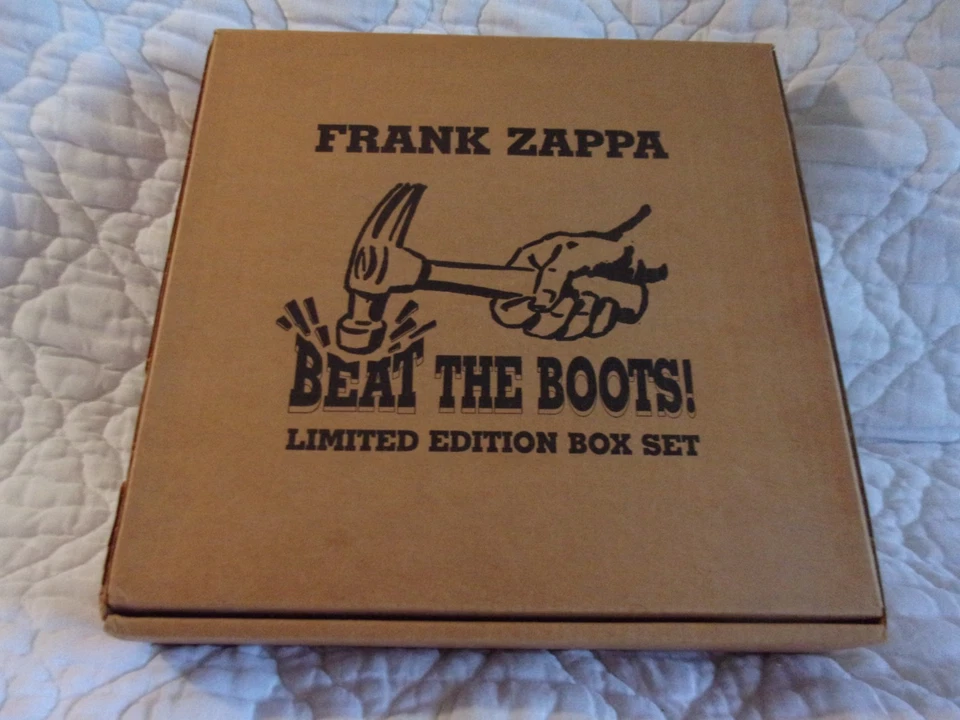 FRANK ZAPPA
BEAT THE BOOTS!
LIMITED EDITION BOX SET